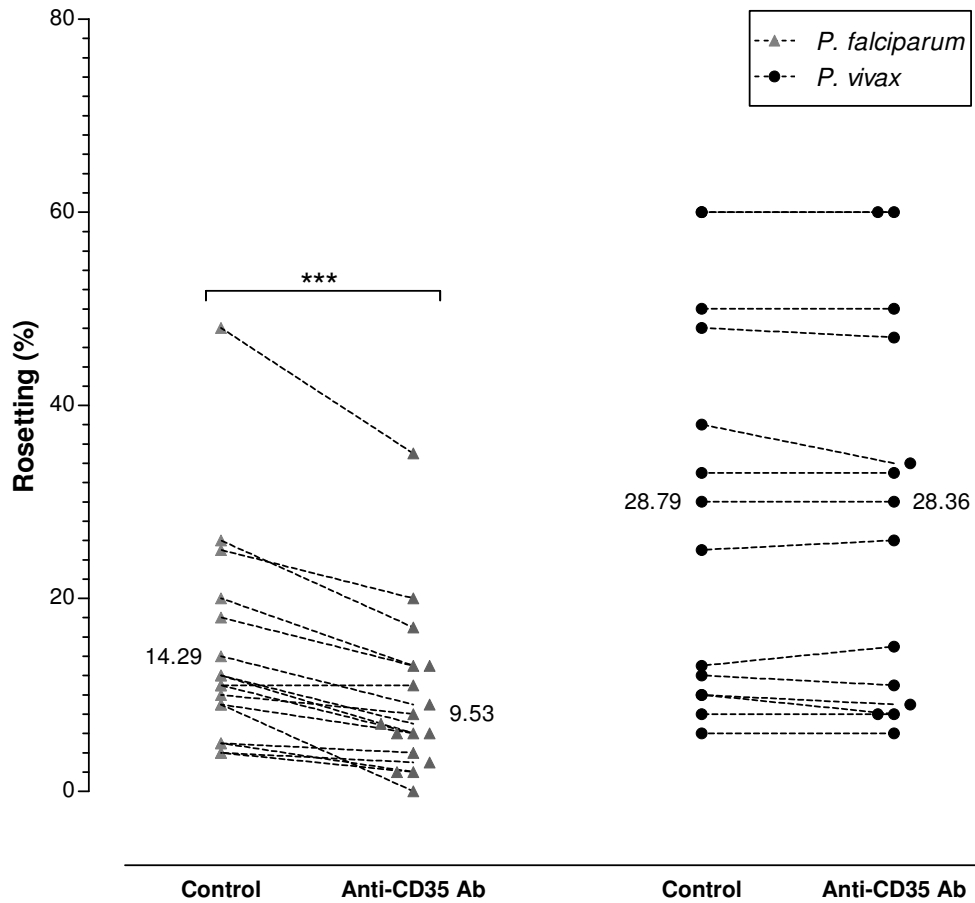 80
P. falciparum
P. vivax
60
***
Rosetting (%)
40
28.79
28.36
20
14.29
9.53
0
Control Anti-CD35 Ab Control Anti-CD35 Ab